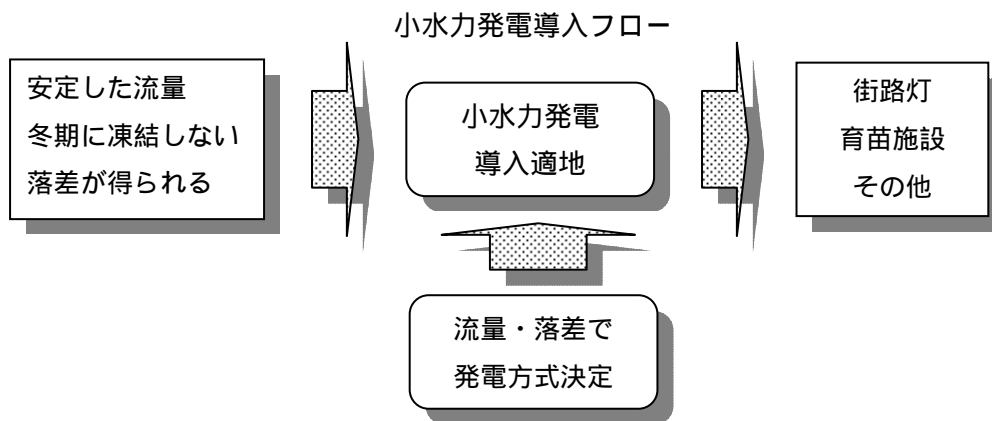 小水力発電導入フロー
安定した流量
冬期に凍結しない
落差が得られる
小水力発電
導入適地
街路灯
育苗施設
その他
流量・落差で
発電方式決定